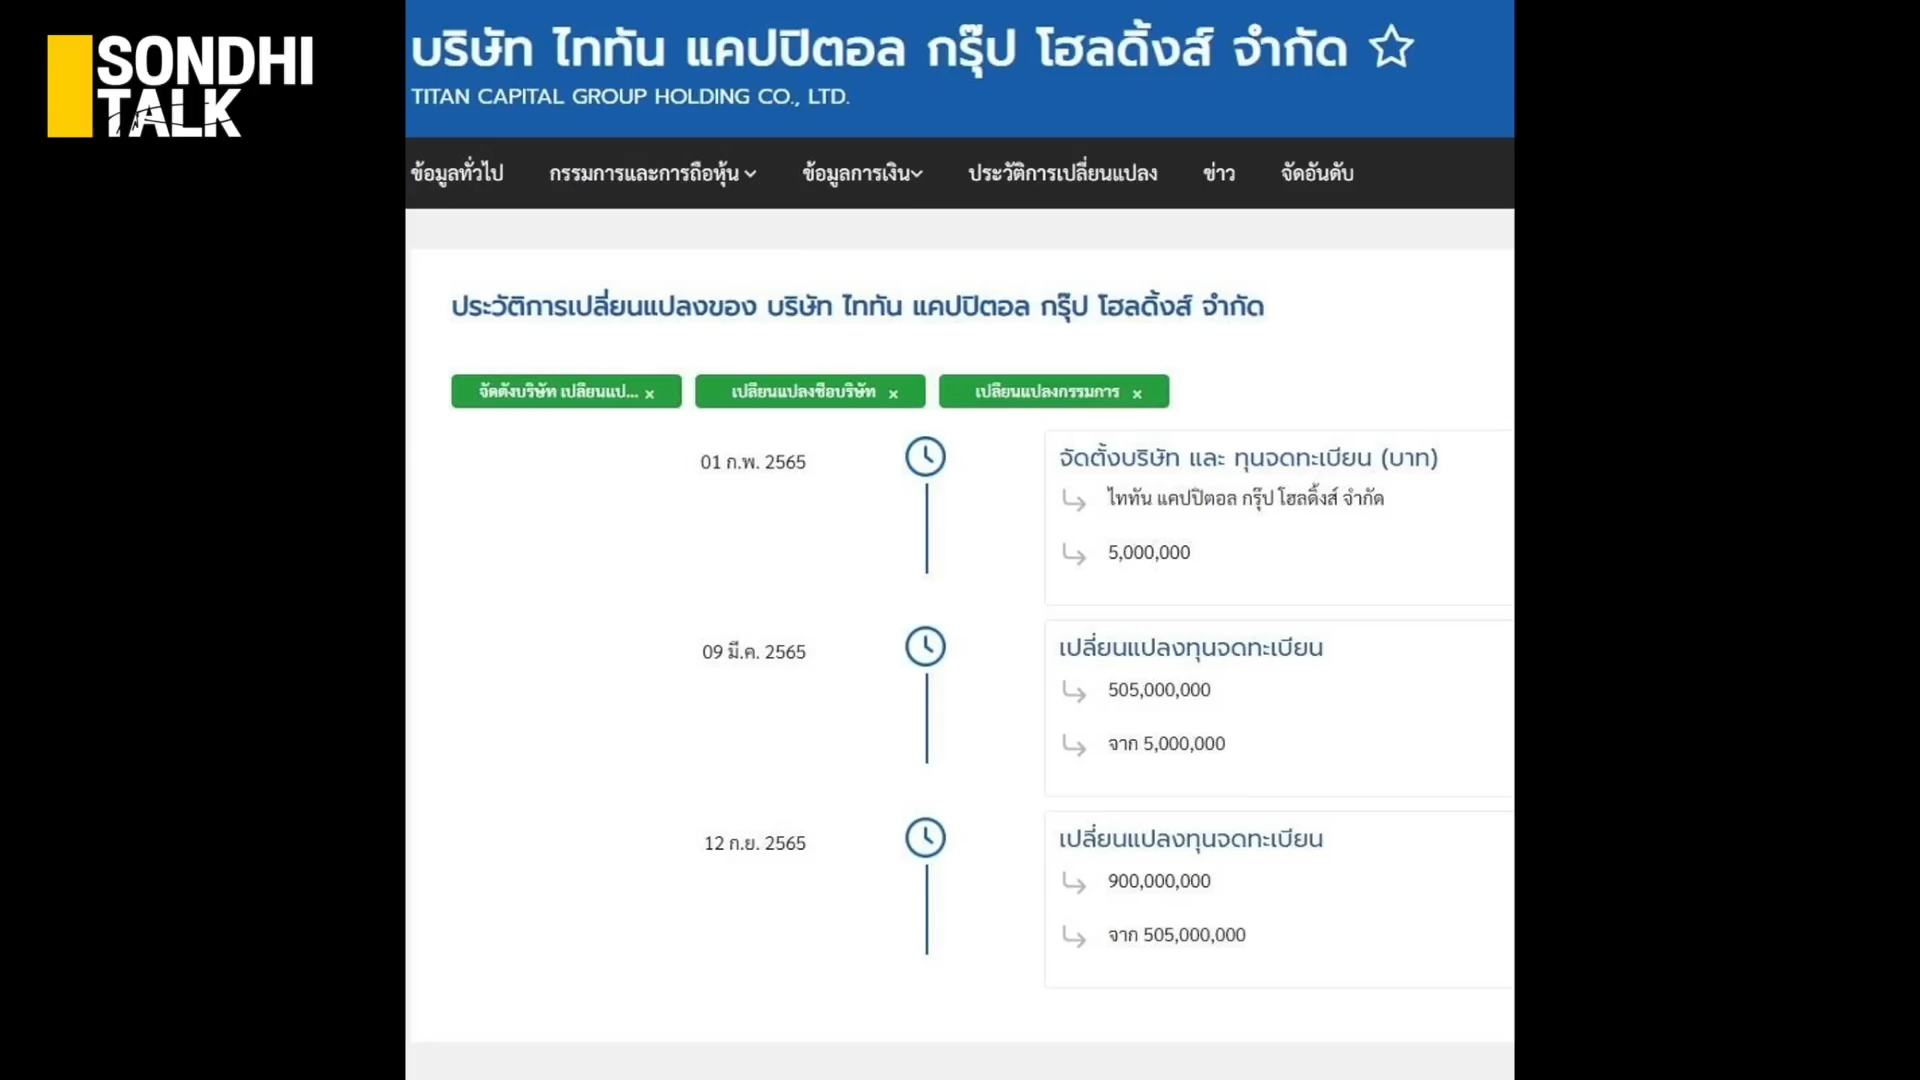 SONDHI
TALK
บริษัท ไททัน แคปปิตอล กรุ๊ป โฮลดิ้งส์ จำกัด
TITAN CAPITAL GROUP HOLDING CO., LTD.
ข้อมูลทั่วไป กรรมการและการถือหุ้น ข้อมูลการเงิน ประวัติการเปลี่ยนแปลง ข่าว จัดอันดับ
ประวัติการเปลี่ยนแปลงของ บริษัท ไททัน แคปปิตอล กรุ๊ป โฮลดิ้งส์ จำกัด
จัดตั้งบริษัท เปลี่ยนแป... × เปลี่ยนแปลงชื่อบริษัท × เปลี่ยนแปลงกรรมการ ×
01 ก.พ. 2565
จัดตั้งบริษัท และ ทุนจดทะเบียน (บาท)
ไททัน แคปปิตอล กรุ๊ป โฮลดิ้งส์ จำกัด
5,000,000
09 มี.ค. 2565
เปลี่ยนแปลงทุนจดทะเบียน
505,000,000
จาก 5,000,000
12 ก.ย. 2565
เปลี่ยนแปลงทุนจดทะเบียน
900,000,000
จาก 505,000,000